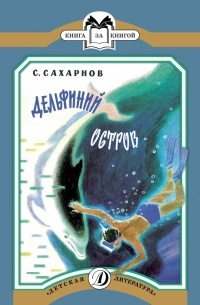 КНИГА ЗА КНИГОЙ
С. САХАРНОВ
ДЕЛЬФИНИЙ
ОСТРОВ
"ДЕТСКАЯ ЛИТЕРАТУРА"